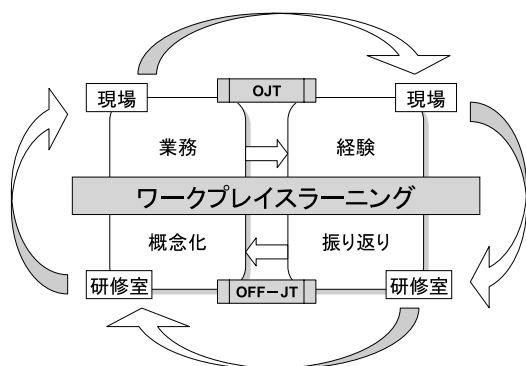 現場
OJT
現場
業務
経験
ワークプレイスラーニング
概念化
振り返り
研修室
OFF－JT
研修室